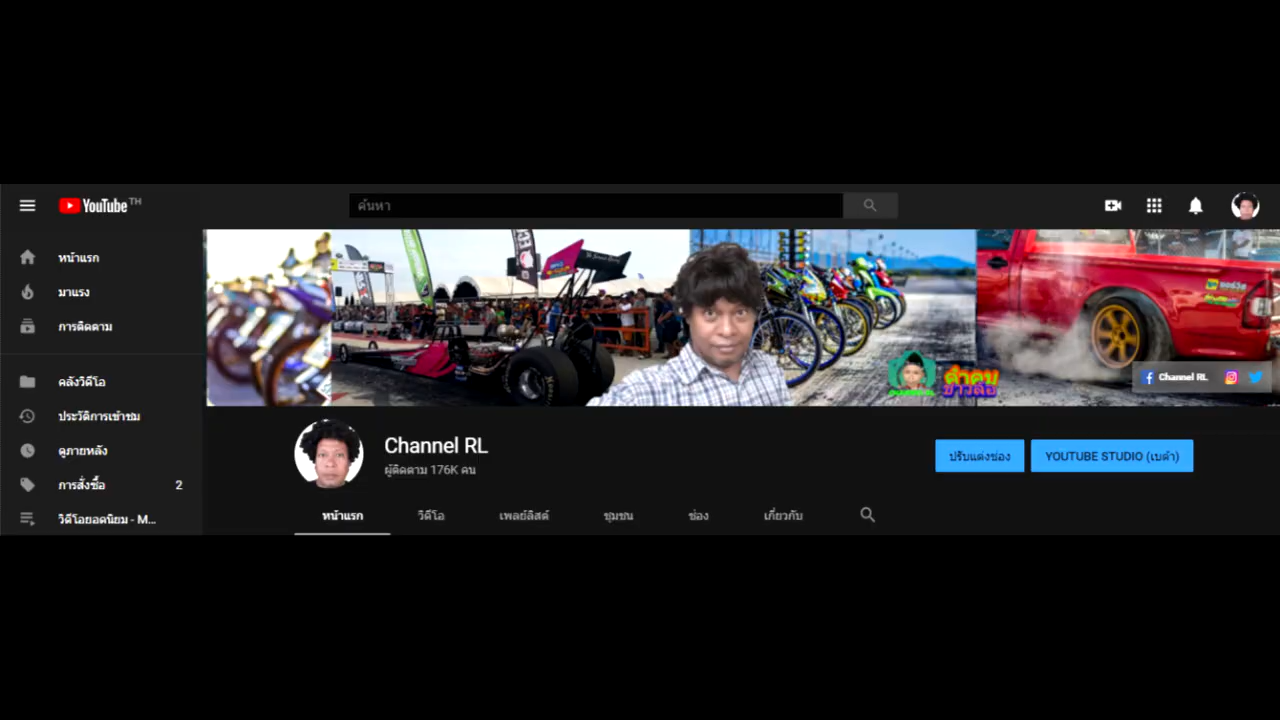 YouTube TH
ค้นหา
หน้าแรก
มาแรง
การติดตาม
คลังวิดีโอ
ประวัติการเข้าชม
ดูภายหลัง
การสั่งซื้อ 2
วิดีโอยอดนิยม - M...
Channel RL
Channel RL
ผู้ติดตาม 176K คน
ปรับแต่งช่อง
YOUTUBE STUDIO (เบต้า)
หน้าแรก
วิดีโอ
เพลย์ลิสต์
ชุมชน
ช่อง
เกี่ยวกับ